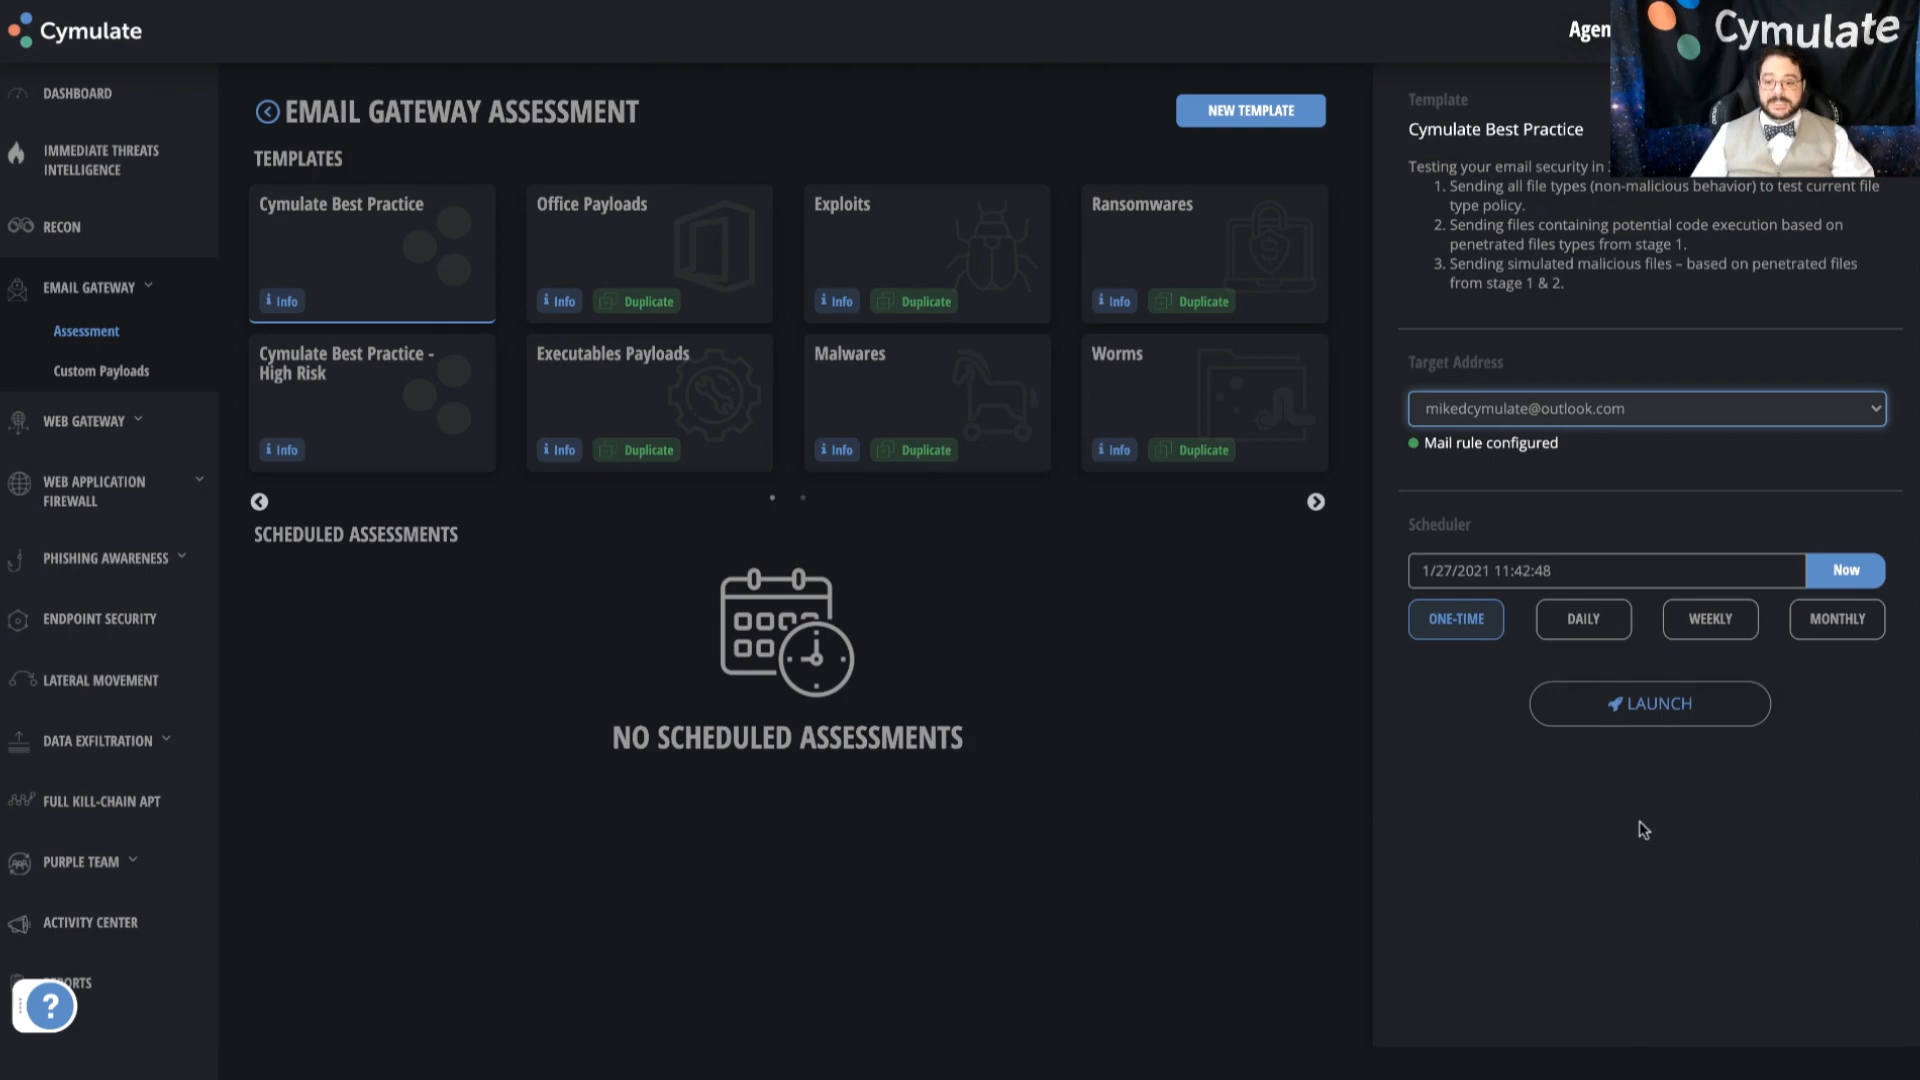 Cymulate
Agen
Cymulate
DASHBOARD
IMMEDIATE THREATS
INTELLIGENCE
RECON
EMAIL GATEWAY
Assessment
Custom Payloads
WEB GATEWAY
WEB APPLICATION
FIREWALL
PHISHING AWARENESS
ENDPOINT SECURITY
LATERAL MOVEMENT
DATA EXFILTRATION
FULL KILL-CHAIN APT
PURPLE TEAM
ACTIVITY CENTER
?
EMAIL GATEWAY ASSESSMENT
NEW TEMPLATE
TEMPLATES
Cymulate Best Practice
i Info
Office Payloads
i Info Duplicate
Exploits
i Info Duplicate
Ransomwares
i Info Duplicate
Cymulate Best Practice -
High Risk
i Info
Executables Payloads
i Info Duplicate
Malwares
i Info Duplicate
Worms
i Info Duplicate
SCHEDULED ASSESSMENTS
NO SCHEDULED ASSESSMENTS
Template
Cymulate Best Practice
Testing your email security in
1. Sending all file types (non-malicious behavior) to test current file
type policy.
2. Sending files containing potential code execution based on
penetrated files types from stage 1.
3. Sending simulated malicious files – based on penetrated files
from stage 1 & 2.
Target Address
mikedcymulate@outlook.com
Mail rule configured
Scheduler
1/27/2021 11:42:48
Now
ONE-TIME
DAILY
WEEKLY
MONTHLY
LAUNCH